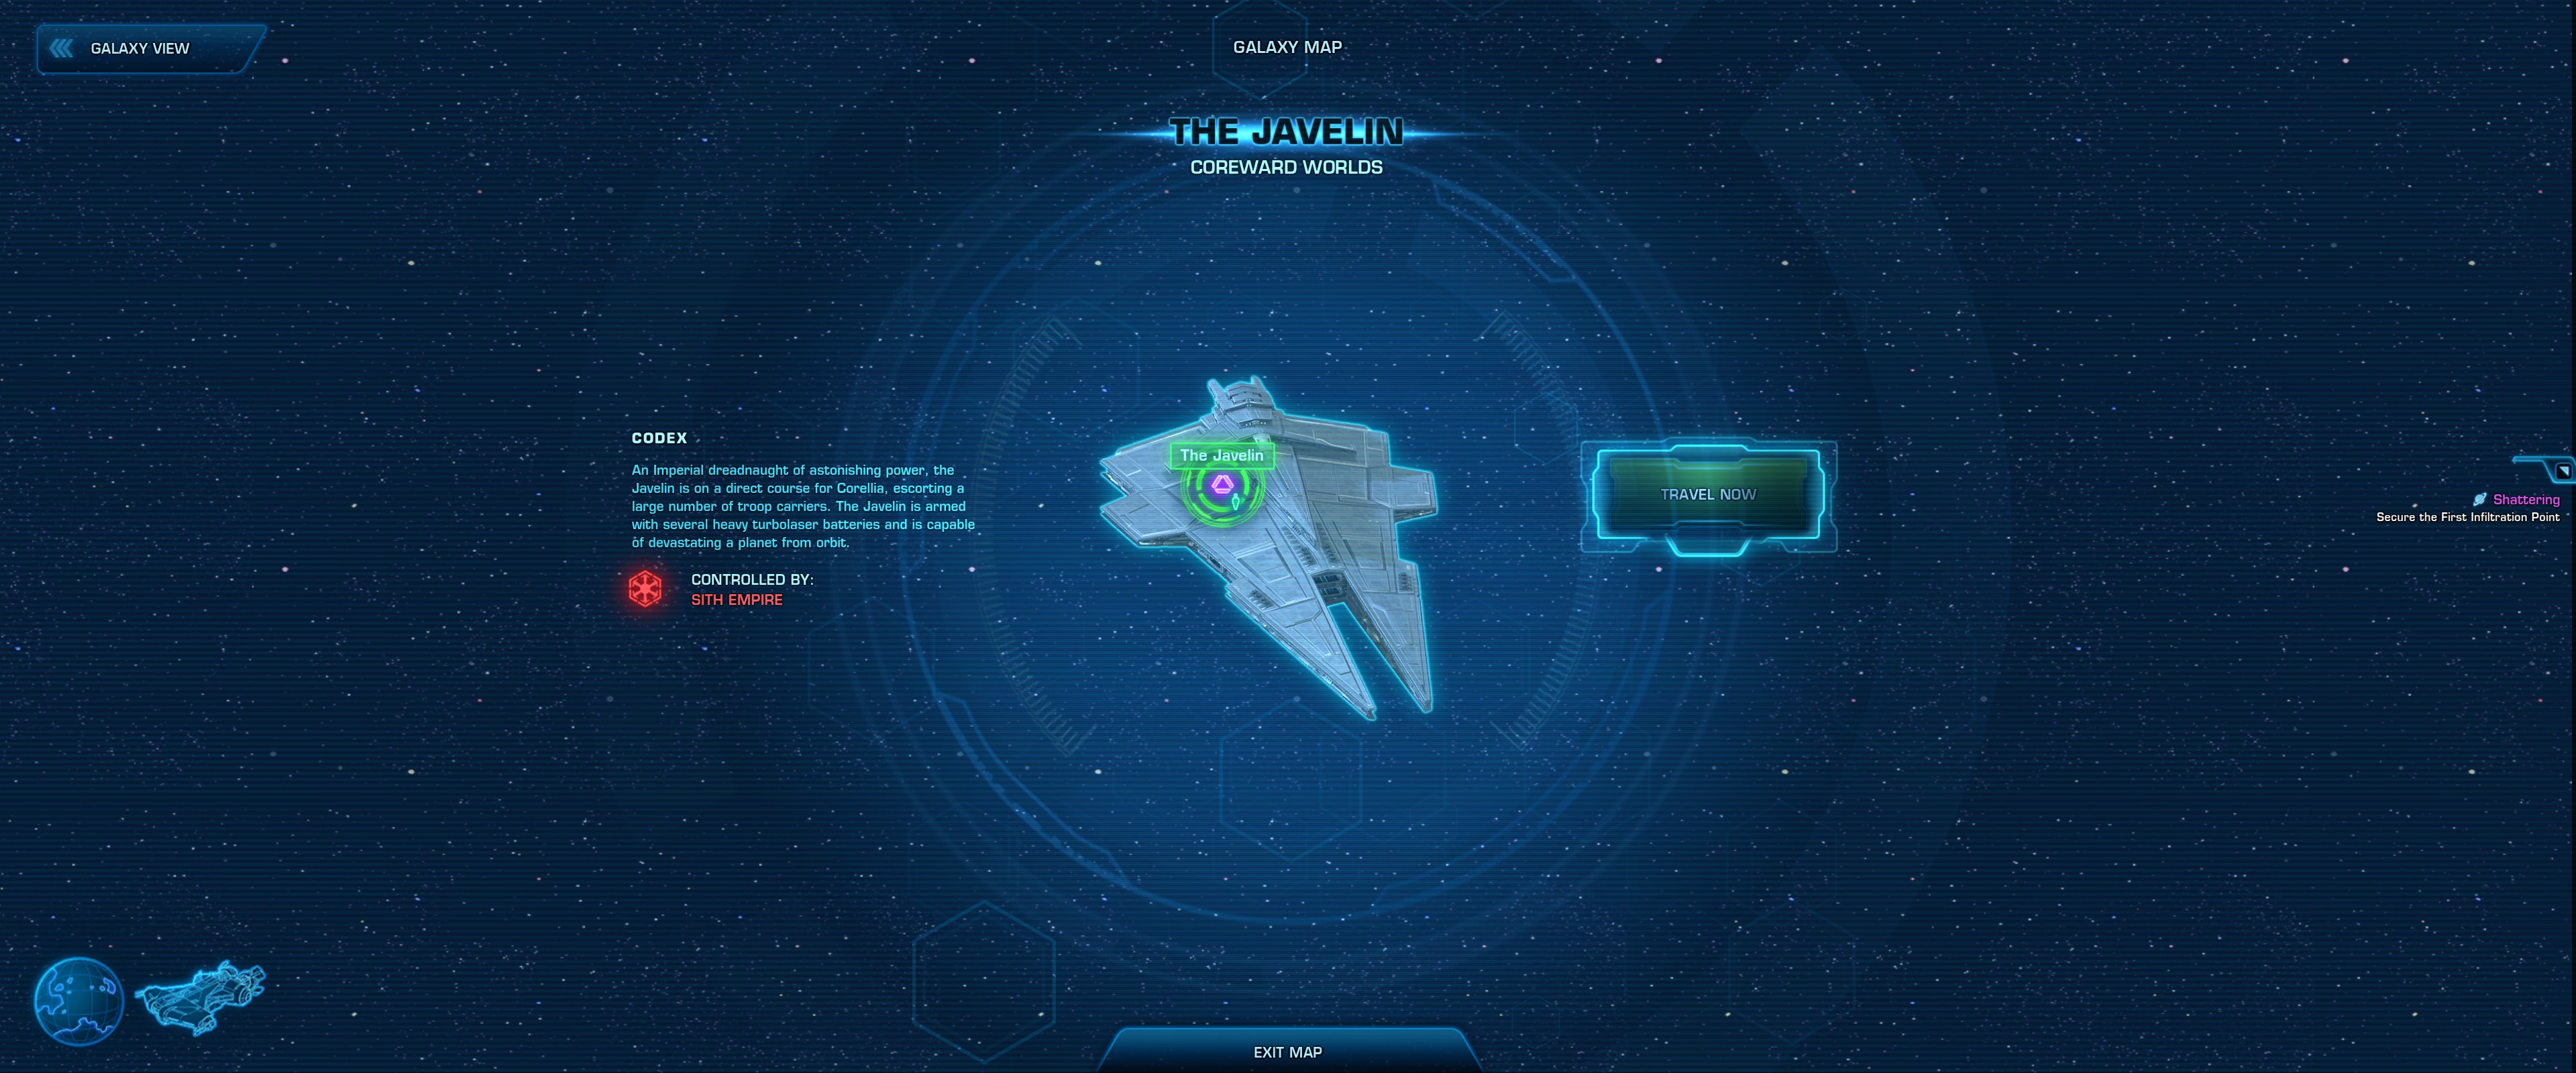 GALAXY VIEW
GALAXY MAP
THE JAVELIN
COREWARD WORLDS
CODEX
An Imperial dreadnaught of astonishing power, the
Javelin is on a direct course for Corellia, escorting a
large number of troop carriers. The Javelin is armed
with several heavy turbolaser batteries and is capable
of devastating a planet from orbit.
CONTROLLED BY:
SITH EMPIRE
The Javelin
TRAVEL NOW
Shattering
Secure the First Infiltration Point
EXIT MAP